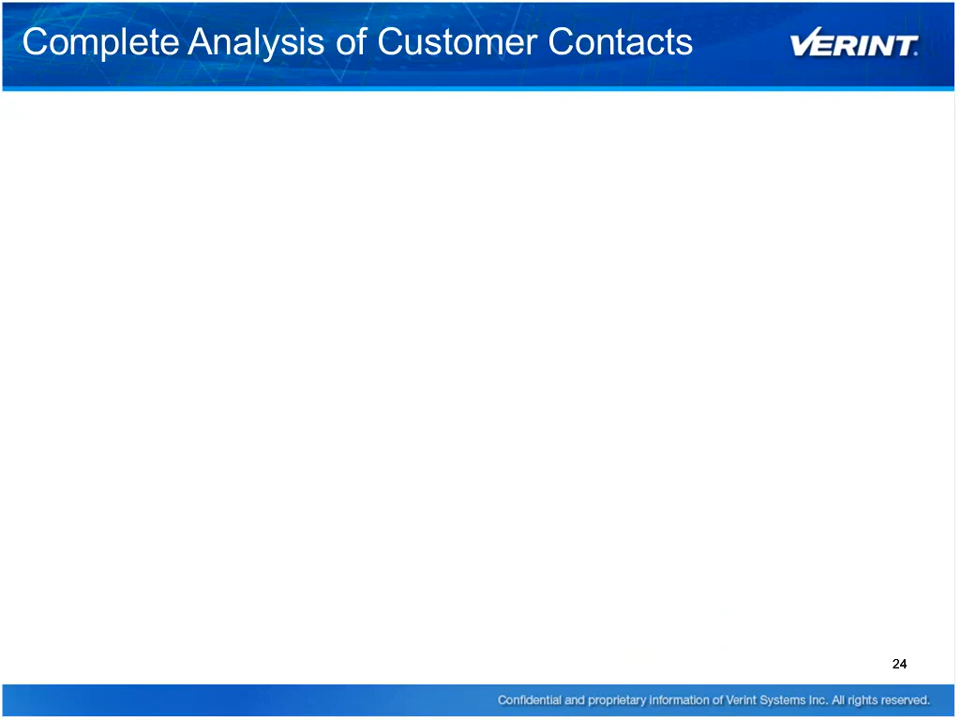 Complete Analysis of Customer Contacts
VERINT.
24
Confidential and proprietary information of Verint Systems Inc. All rights reserved.